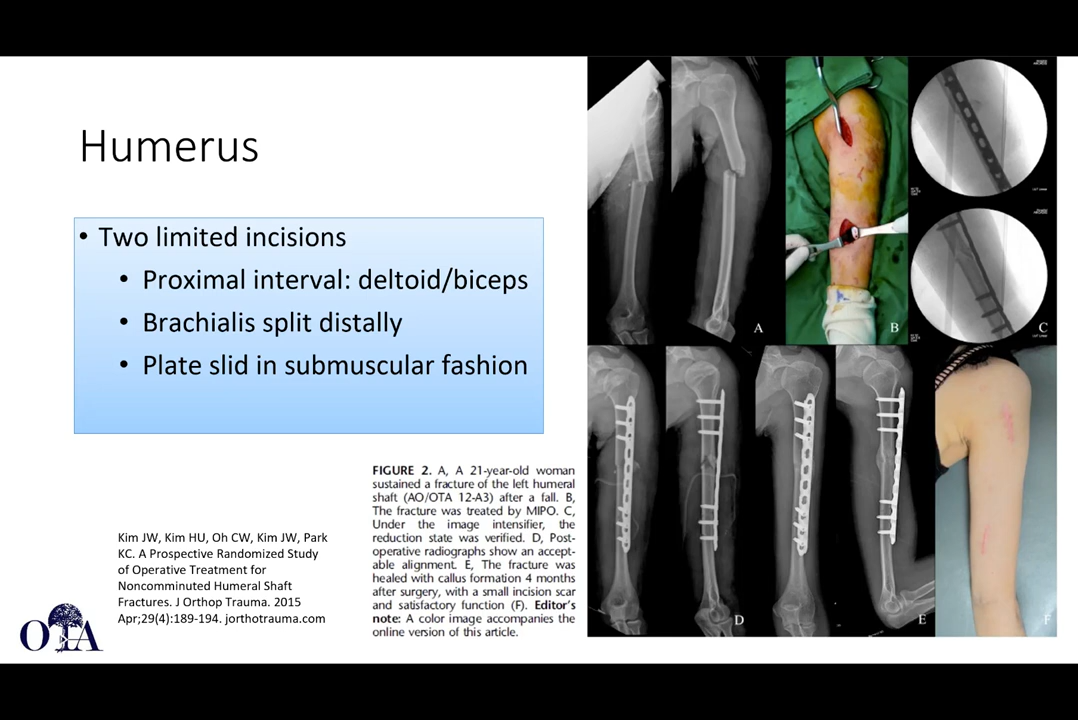 Humerus
• Two limited incisions
• Proximal interval: deltoid/biceps
• Brachialis split distally
• Plate slid in submuscular fashion
FIGURE 2. A, A 21-year-old woman
sustained a fracture of the left humeral
shaft (AO/OTA 12-A3) after a fall. B,
The fracture was treated by MIPO. C,
Under the image intensifier, the
reduction state was verified. D, Post-
operative radiographs show an accept-
able alignment. E, The fracture was
healed with callus formation 4 months
after surgery, with a small incision scar
and satisfactory function (F). Editor's
note: A color image accompanies the
online version of this article.
Kim JW, Kim HU, Oh CW, Kim JW, Park
KC. A Prospective Randomized Study
of Operative Treatment for
Noncomminuted Humeral Shaft
Fractures. J Orthop Trauma. 2015
Apr;29(4):189-194. jorthotrauma.com
OTA
A
B
C
D
E
F